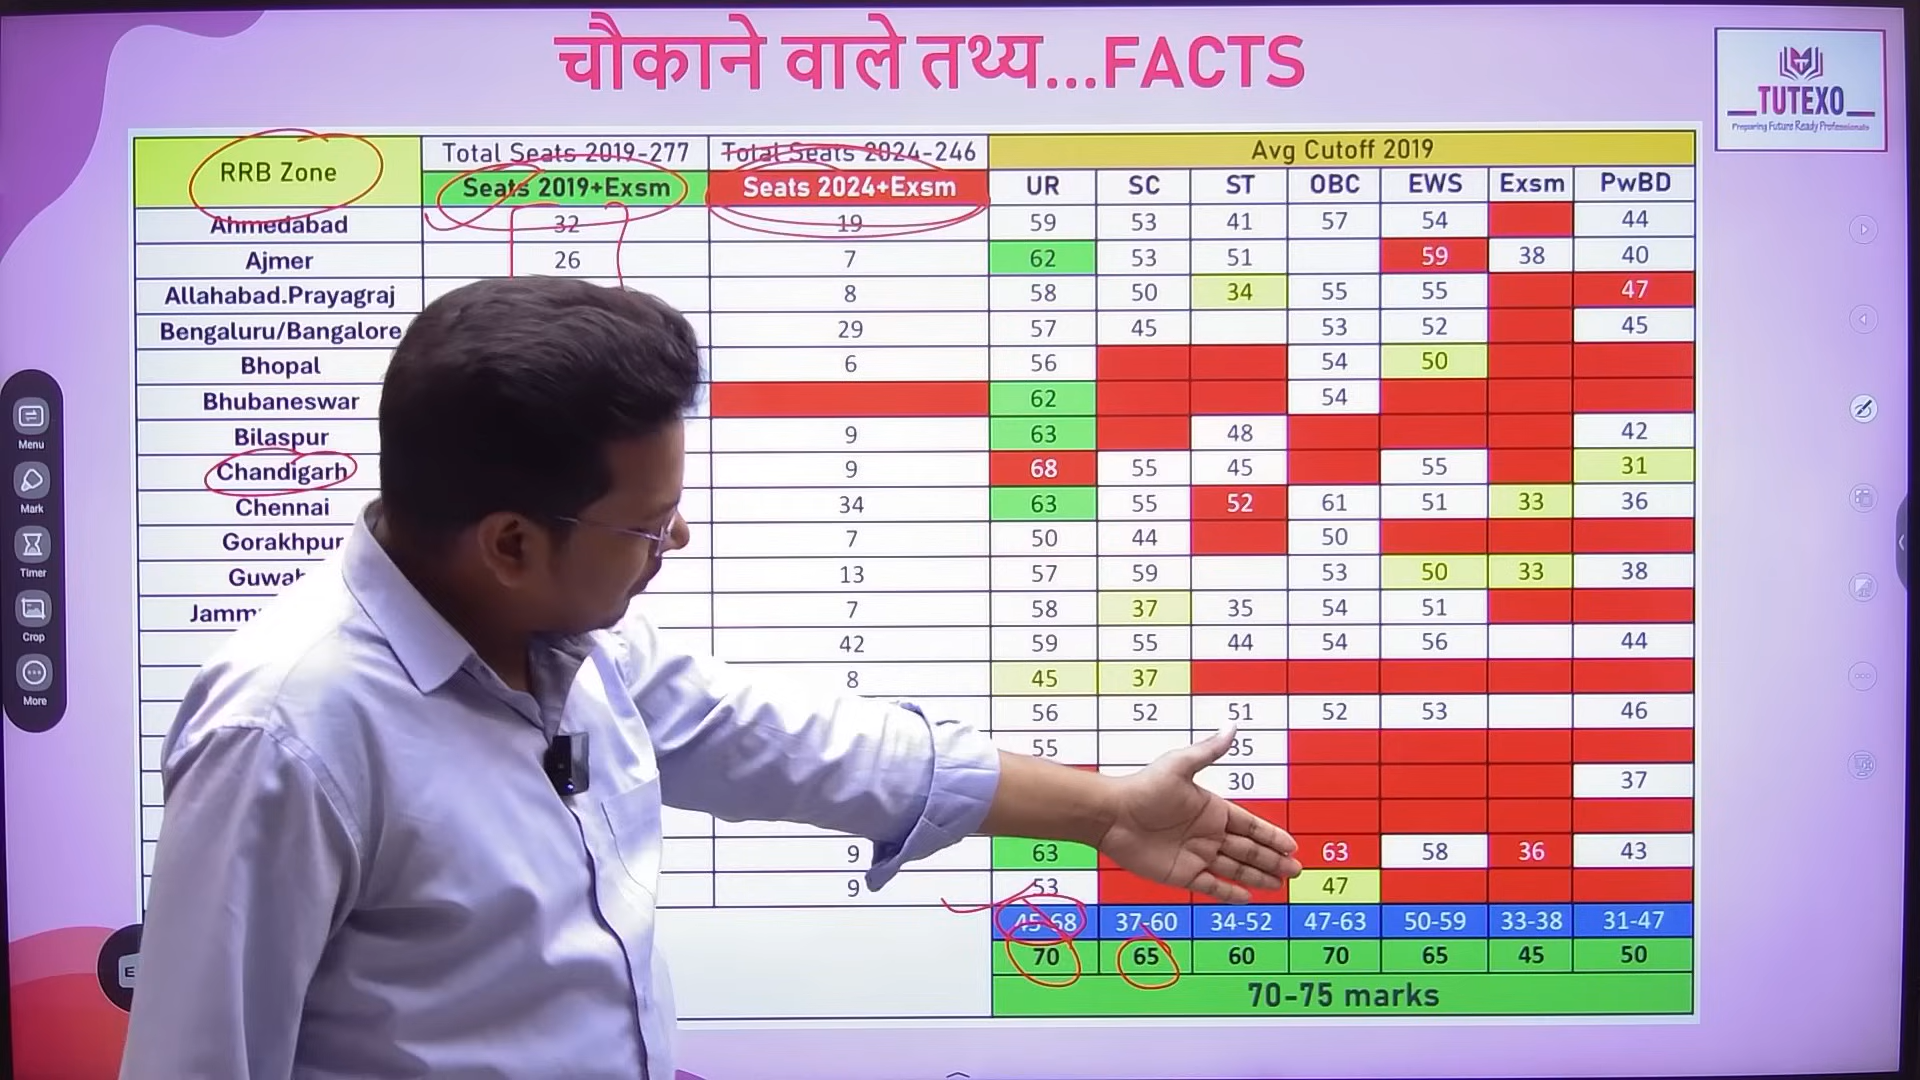 चौकाने वाले तथ्य...FACTS
TUTEXO
Preparing Future Ready Professionals
RRB Zone Total Seats 2019-277 Total Seats 2024-246 Avg Cutoff 2019
Seats 2019+Exsm Seats 2024+Exsm UR SC ST OBC EWS Exsm PwBD
Ahmedabad 32 19 59 53 41 57 54 44
Ajmer 26 7 62 53 51 59 38 40
Allahabad.Prayagraj 8 58 50 34 55 55 47
Bengaluru/Bangalore 29 57 45 53 52 45
Bhopal 6 56 54 50
Bhubaneswar 62 54
Bilaspur 9 63 48 42
Chandigarh 9 68 55 45 55 31
Chennai 34 63 55 52 61 51 33 36
Gorakhpur 7 50 44 50
13 57 59 53 50 33 38
7 58 37 35 54 51
42 59 55 44 54 56 44
8 45 37
56 52 51 52 53 46
55 35
30 37
9 63 63 58 36 43
9 53 47
45-68 37-60 34-52 47-63 50-59 33-38 31-47
70 65 60 70 65 45 50
70-75 marks
Menu
Mark
Timer
Crop
More
E